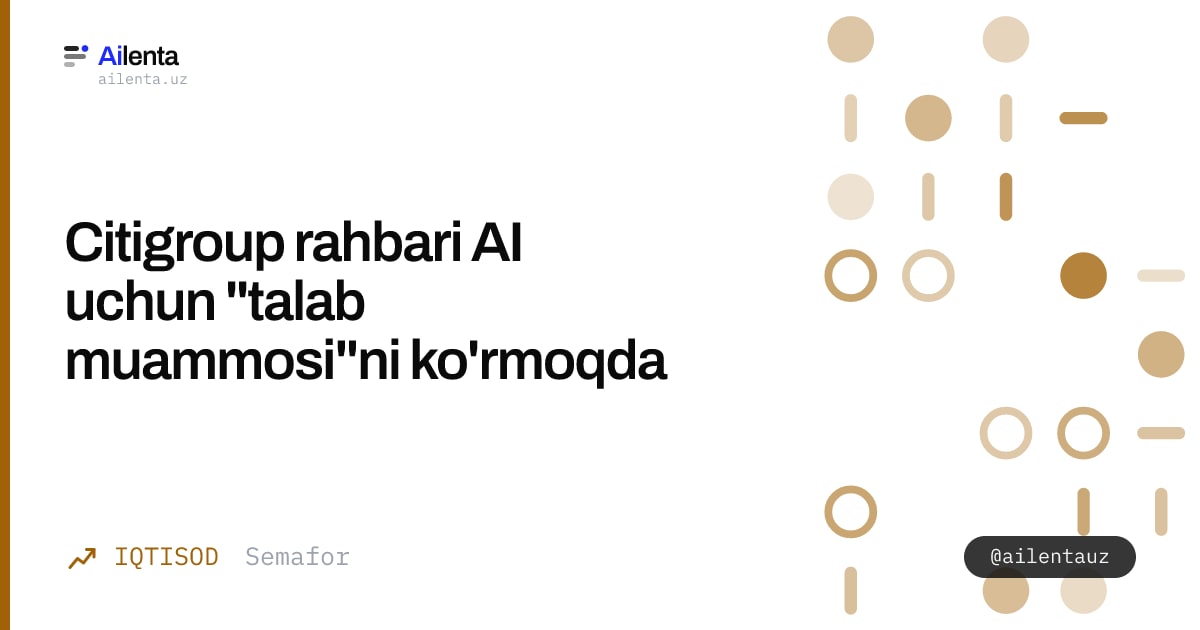 Ailenta
ailenta.uz
Citigroup rahbari AI
uchun "talab
muammosi"ni ko'rmoqda
IQTISOD Semafor
@ailentauz